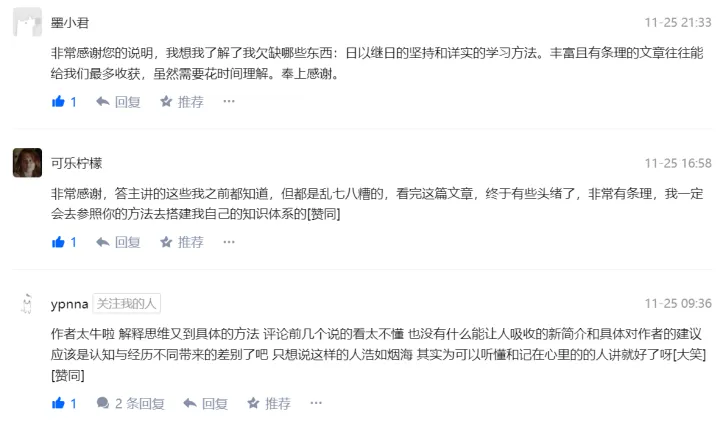 墨小君
11-25 21:33
非常感谢您的说明，我想我了解了我欠缺哪些东西：日以继日的坚持和详实的学习方法。丰富且有条理的文章往往能
给我们最多收获，虽然需要花时间理解。奉上感谢。
1 回复 推荐 ···
可乐柠檬
11-25 16:58
非常感谢，答主讲的这些我之前都知道，但都是乱七八糟的，看完这篇文章，终于有些头绪了，非常有条理，我一定
会去参照你的方法去搭建我自己的知识体系的[赞同]
1 回复 推荐 ···
ypnna 关注我的人
11-25 09:36
作者太牛啦 解释思维又到具体的方法 评论前几个说的看太不懂 也没有什么能让人吸收的新简介和具体对作者的建议
应该是认知与经历不同带来的差别了吧 只想说这样的人浩如烟海 其实为可以听懂和记在心里的的人讲就好了呀[大笑]
[赞同]
1 2 条回复 回复 推荐 ···